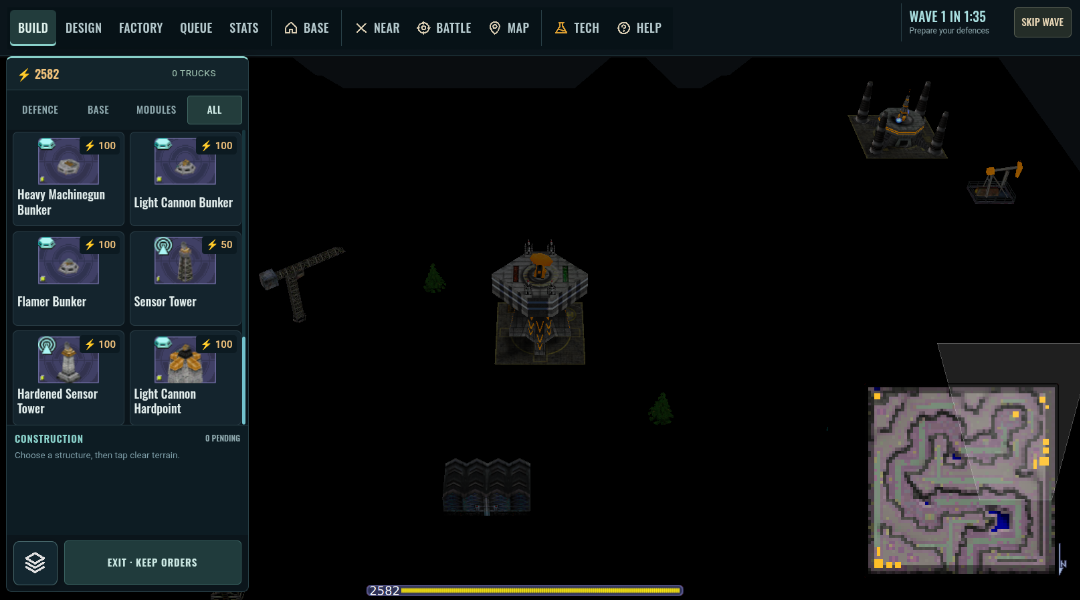 BUILD
DESIGN
FACTORY
QUEUE
STATS
BASE
NEAR
BATTLE
MAP
TECH
HELP
WAVE 1 IN 1:35
Prepare your defences
SKIP WAVE
2582
0 TRUCKS
DEFENCE
BASE
MODULES
ALL
100
Heavy Machinegun
Bunker
100
Light Cannon Bunker
100
Flamer Bunker
50
Sensor Tower
100
Hardened Sensor
Tower
100
Light Cannon
Hardpoint
CONSTRUCTION
0 PENDING
Choose a structure, then tap clear terrain.
EXIT · KEEP ORDERS
2582
N